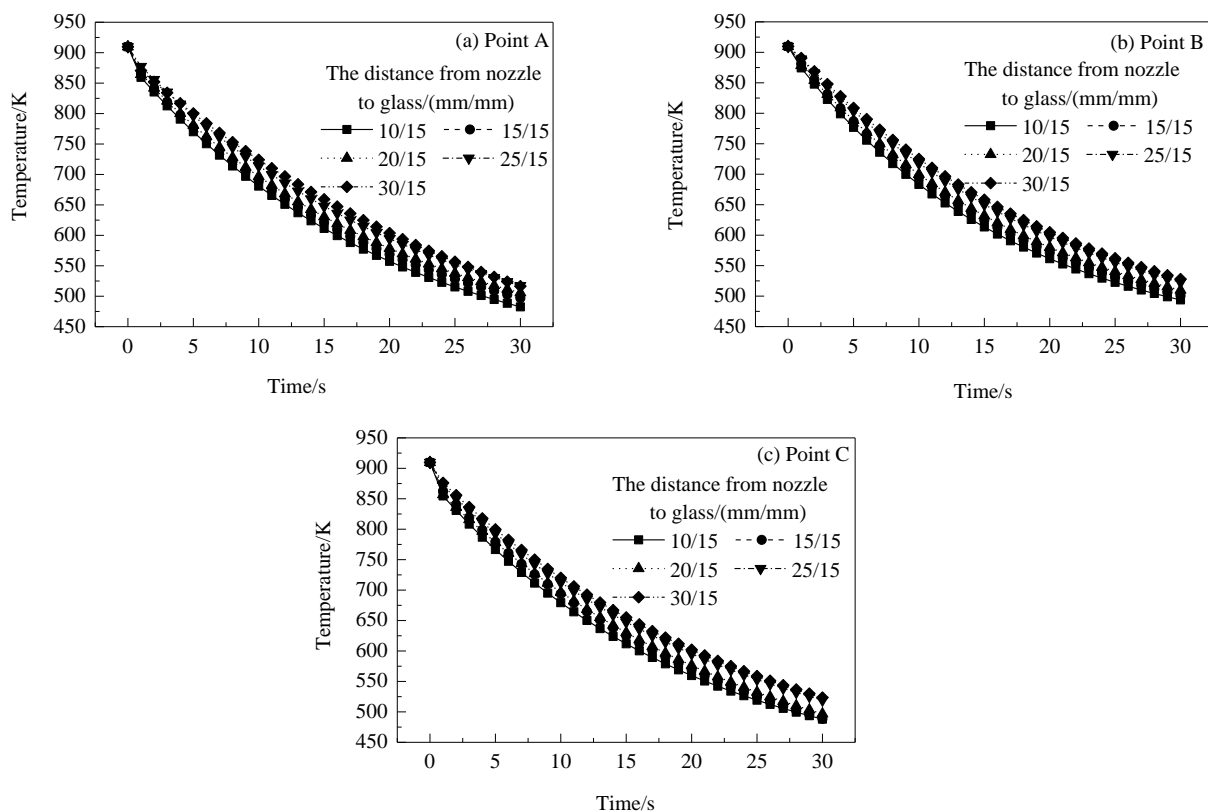 (a) Point A
The distance from nozzle
to glass/(mm/mm)
10/15 15/15
20/15 25/15
30/15
950
900
850
800
750
700
650
600
550
500
450
Temperature/K
0 5 10 15 20 25 30
Time/s
(b) Point B
The distance from nozzle
to glass/(mm/mm)
10/15 15/15
20/15 25/15
30/15
950
900
850
800
750
700
650
600
550
500
450
Temperature/K
0 5 10 15 20 25 30
Time/s
(c) Point C
The distance from nozzle
to glass/(mm/mm)
10/15 15/15
20/15 25/15
30/15
950
900
850
800
750
700
650
600
550
500
450
Temperature/K
0 5 10 15 20 25 30
Time/s